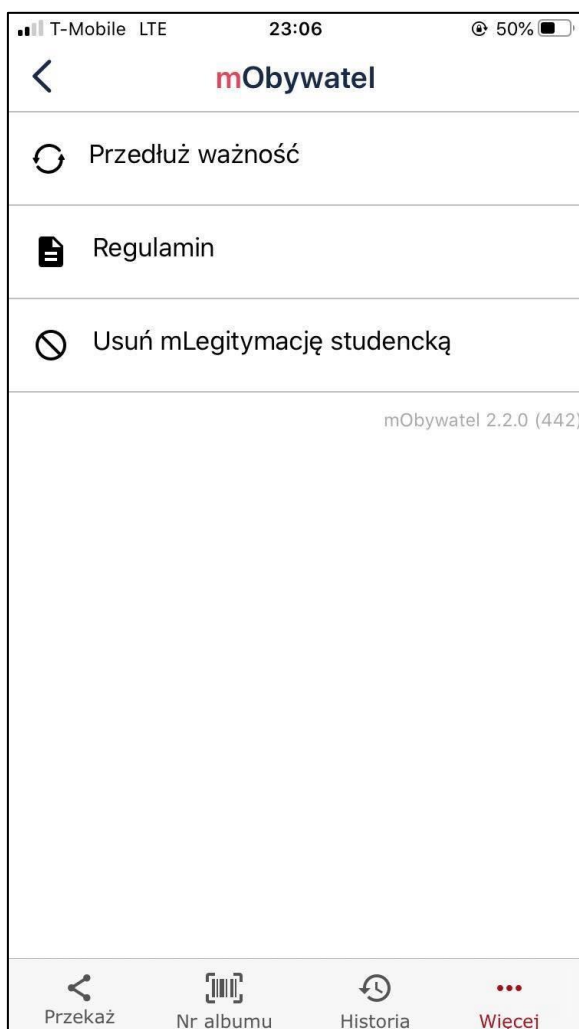 T-Mobile LTE 23:06 50%
mObywatel
Przedłuż ważność
Regulamin
Usuń mLegitymację studencką
mObywatel 2.2.0 (442)
Przekaż Nr albumu Historia Więcej